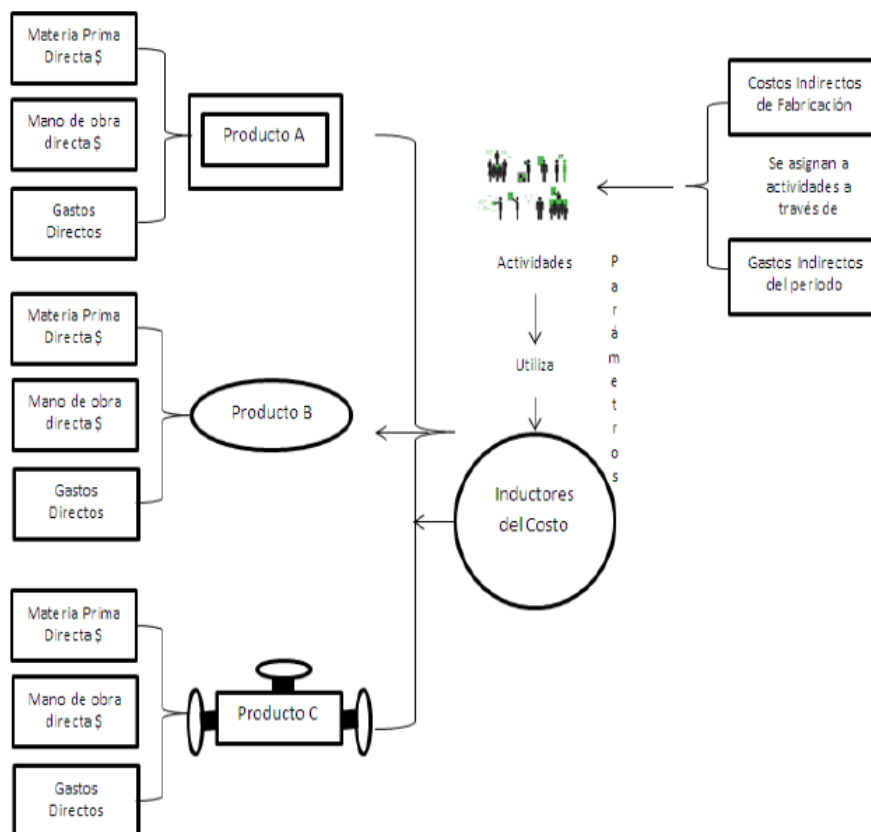 Materia Prima
Directa $
Mano de obra
directa $
Gastos
Directos
Producto A
Materia Prima
Directa $
Mano de obra
directa $
Gastos
Directos
Producto B
Materia Prima
Directa $
Mano de obra
directa $
Gastos
Directos
Producto C
Actividades
Utiliza
Inductores
del Costo
Parámetros
Costos Indirectos
de Fabricación
Se asignan a
actividades a
través de
Gastos Indirectos
del periodo